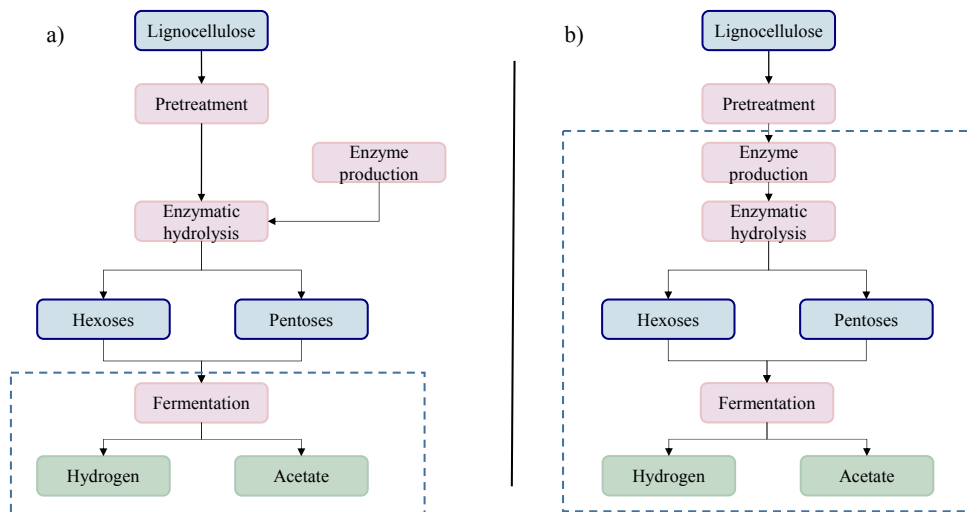 a)
Lignocellulose
Pretreatment
Enzyme
production
Enzymatic
hydrolysis
Hexoses
Pentoses
Fermentation
Hydrogen
Acetate
b)
Lignocellulose
Pretreatment
Enzyme
production
Enzymatic
hydrolysis
Hexoses
Pentoses
Fermentation
Hydrogen
Acetate